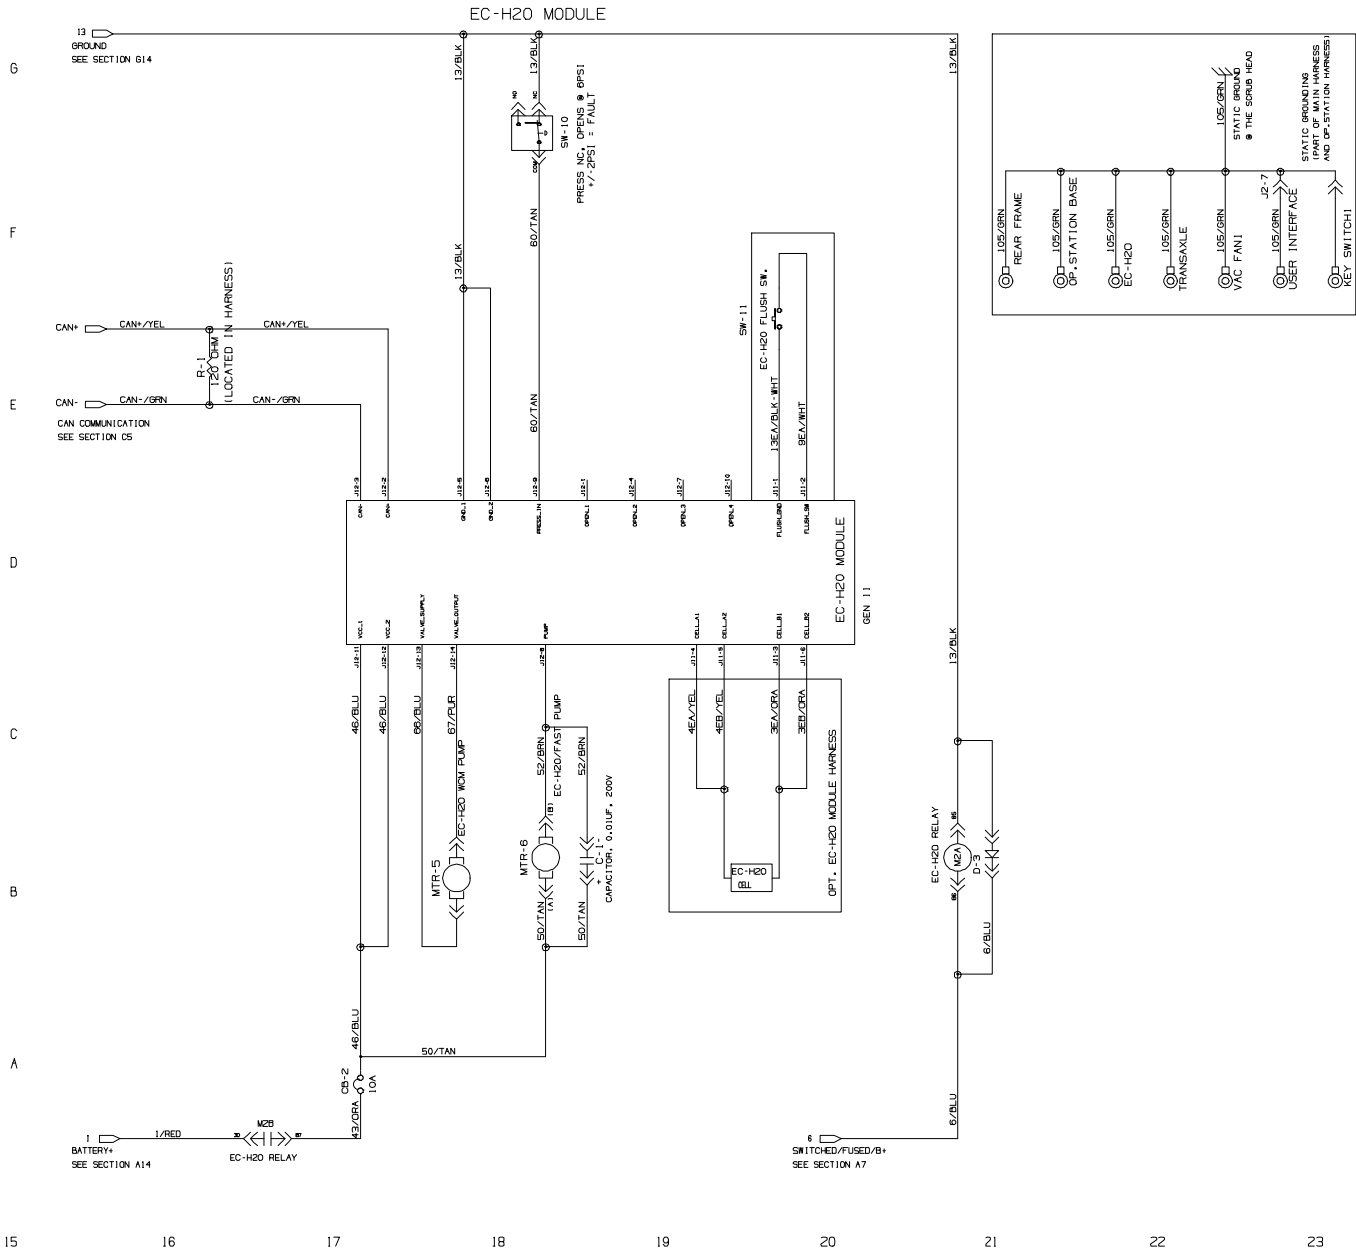 EC-H2O MODULE
13
GROUND
SEE SECTION G14
G
F
E
D
C
B
A
13/BLK
13/BLK
13/BLK
NO
NC
COM
SW-10
PRESS NC, OPENS @ 6PSI
+/-2PSI = FAULT
60/TAN
60/TAN
13/BLK
CAN+
CAN+/YEL
CAN+/YEL
R-1
120 OHM
(LOCATED IN HARNESS)
CAN-
CAN-/GRN
CAN-/GRN
CAN COMMUNICATION
SEE SECTION C5
SW-11
EC-H2O FLUSH SW.
13EA/BLK-WHT
9EA/WHT
105/GRN
STATIC GROUND
@ THE SCRUB HEAD
STATIC GROUNDING
(PART OF MAIN HARNESS
AND OP.STATION HARNESS)
J2-7
105/GRN
REAR FRAME
105/GRN
OP.STATION BASE
105/GRN
EC-H2O
105/GRN
TRANSAXLE
105/GRN
VAC FAN1
105/GRN
USER INTERFACE
KEY SWITCH1
J12-3
J12-2
J12-5
J12-6
J12-9
J12-1
J12-4
J12-7
J12-10
J11-1
J11-2
CAN-
CAN+
GND_1
GND_2
PRESS_IN
OPEN_1
OPEN_2
OPEN_3
OPEN_4
FLUSH_GND
FLUSH_SW
EC-H2O MODULE
GEN 11
VCC_1
VCC_2
VALVE_SUPPLY
VALVE_OUTPUT
PUMP
CELL_A1
CELL_A2
CELL_B1
CELL_B2
J12-11
J12-12
J12-13
J12-14
J12-8
J11-4
J11-5
J11-3
J11-6
46/BLU
46/BLU
66/BLU
67/PUR
EC-H2O WCM PUMP
MTR-5
52/BRN
EC-H2O/FAST PUMP
52/BRN
MTR-6
(B)
(A)
50/TAN
50/TAN
+ C-1 -
CAPACITOR, 0.01UF, 200V
4EA/YEL
4EB/YEL
3EA/ORA
3EB/ORA
EC-H2O
CELL
OPT. EC-H2O MODULE HARNESS
13/BLK
EC-H2O RELAY
85
M2A
86
D-3
6/BLU
46/BLU
50/TAN
CB-2
10A
43/ORA
1
1/RED
30
M2B
87
EC-H2O RELAY
BATTERY+
SEE SECTION A14
6/BLU
6
SWITCHED/FUSED/B+
SEE SECTION A7
15
16
17
18
19
20
21
22
23